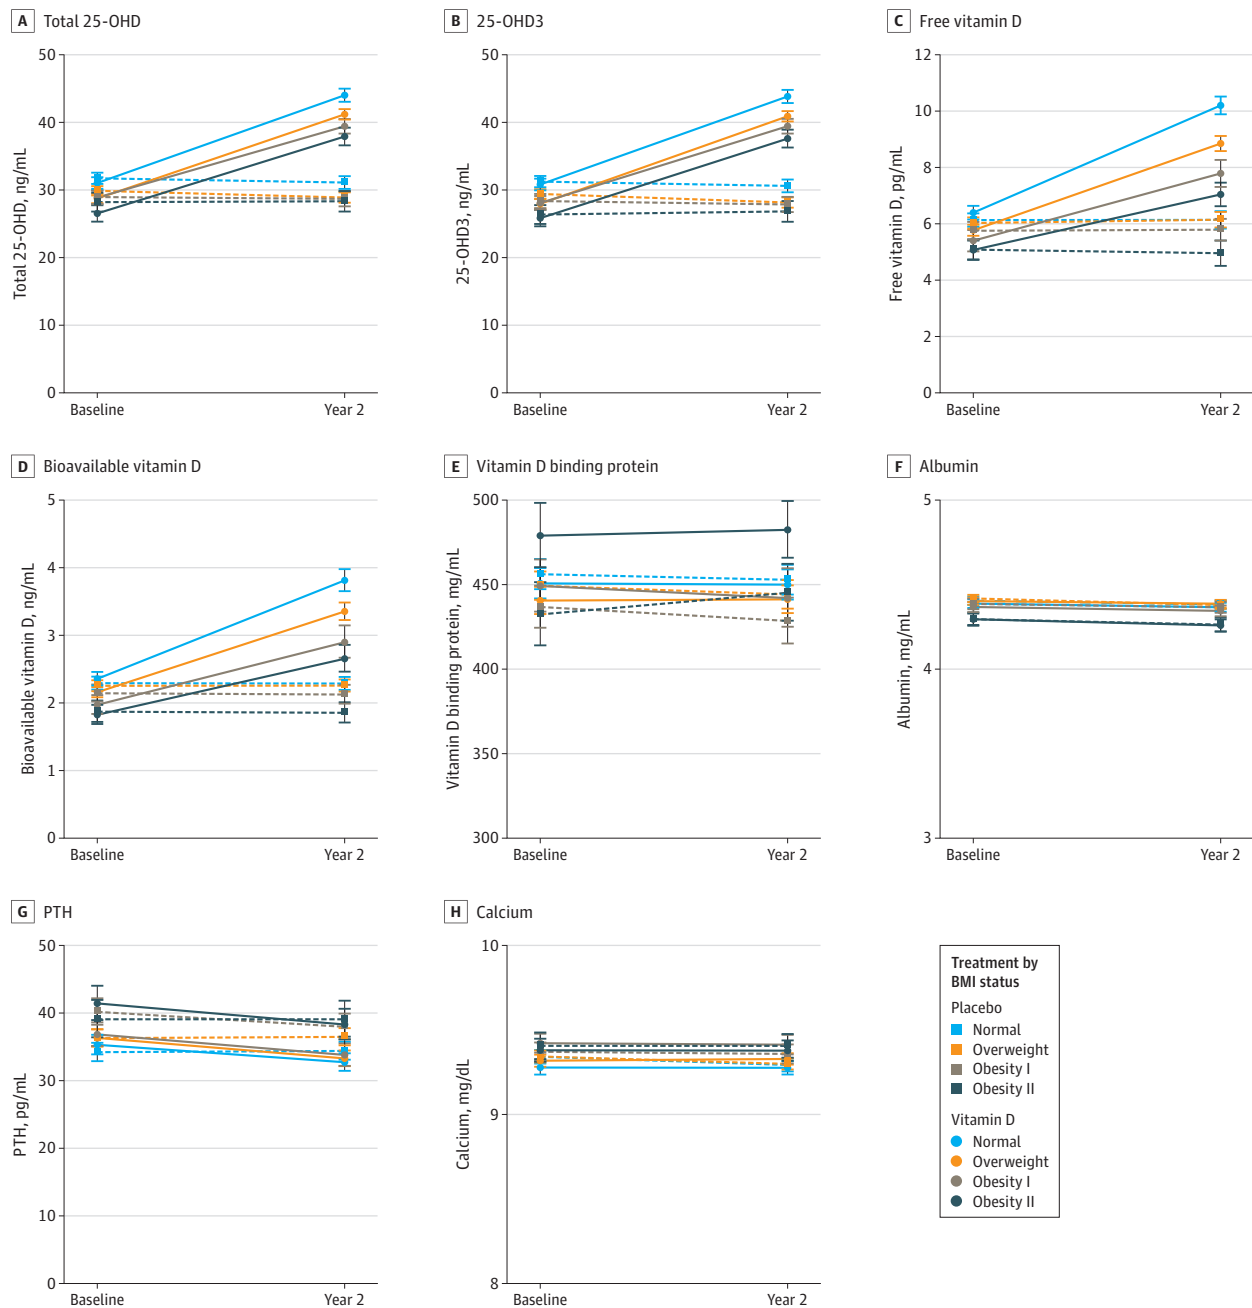 A Total 25-OHD
50
40
30
20
10
0
Total 25-OHD, ng/mL
Baseline Year 2
B 25-OHD3
50
40
30
20
10
0
25-OHD3, ng/mL
Baseline Year 2
C Free vitamin D
12
10
8
6
4
2
0
Free vitamin D, pg/mL
Baseline Year 2
D Bioavailable vitamin D
5
4
3
2
1
0
Bioavailable vitamin D, ng/mL
Baseline Year 2
E Vitamin D binding protein
500
450
400
350
300
Vitamin D binding protein, mg/mL
Baseline Year 2
F Albumin
5
4
3
Albumin, mg/mL
Baseline Year 2
G PTH
50
40
30
20
10
0
PTH, pg/mL
Baseline Year 2
H Calcium
10
9
8
Calcium, mg/dL
Baseline Year 2
Treatment by
BMI status
Placebo
Normal
Overweight
Obesity I
Obesity II
Vitamin D
Normal
Overweight
Obesity I
Obesity II